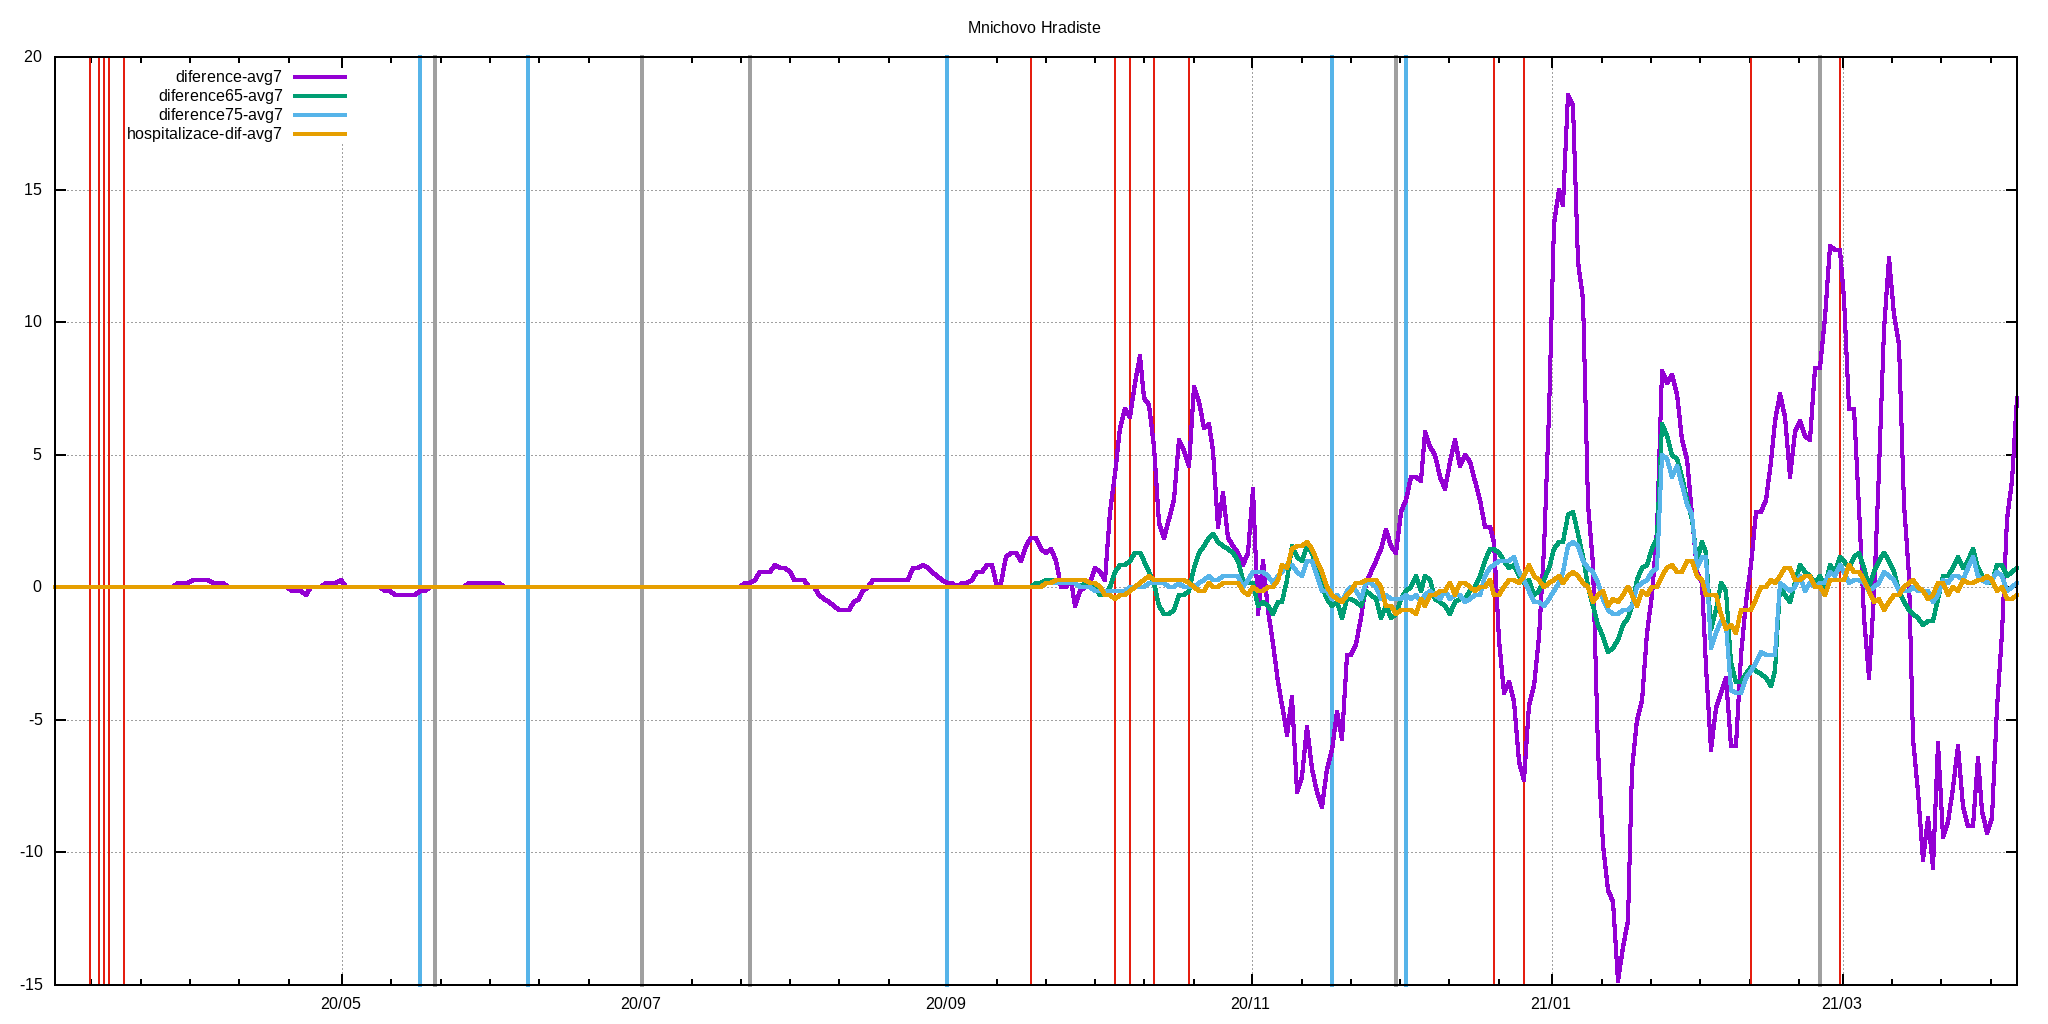 Mnichovo Hradiste
20
15
10
5
0
-5
-10
-15
diference-avg7
diference65-avg7
diference75-avg7
hospitalizace-dif-avg7
20/05 20/07 20/09 20/11 21/01 21/03